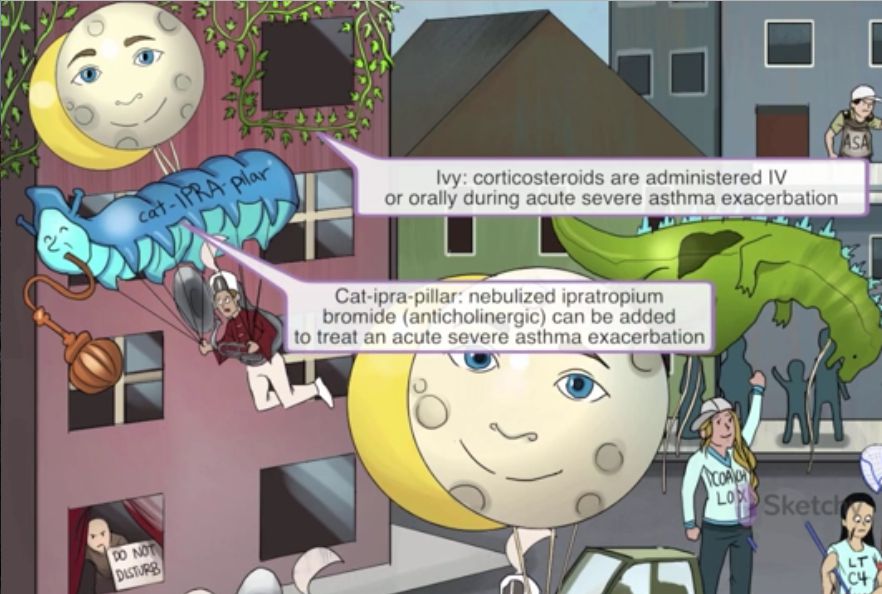 cat-IPRA-pilar
ASA
Ivy: corticosteroids are administered IV
or orally during acute severe asthma exacerbation
Cat-ipra-pillar: nebulized ipratropium
bromide (anticholinergic) can be added
to treat an acute severe asthma exacerbation
Sketch
DO NOT
DISTURB
LT
C4